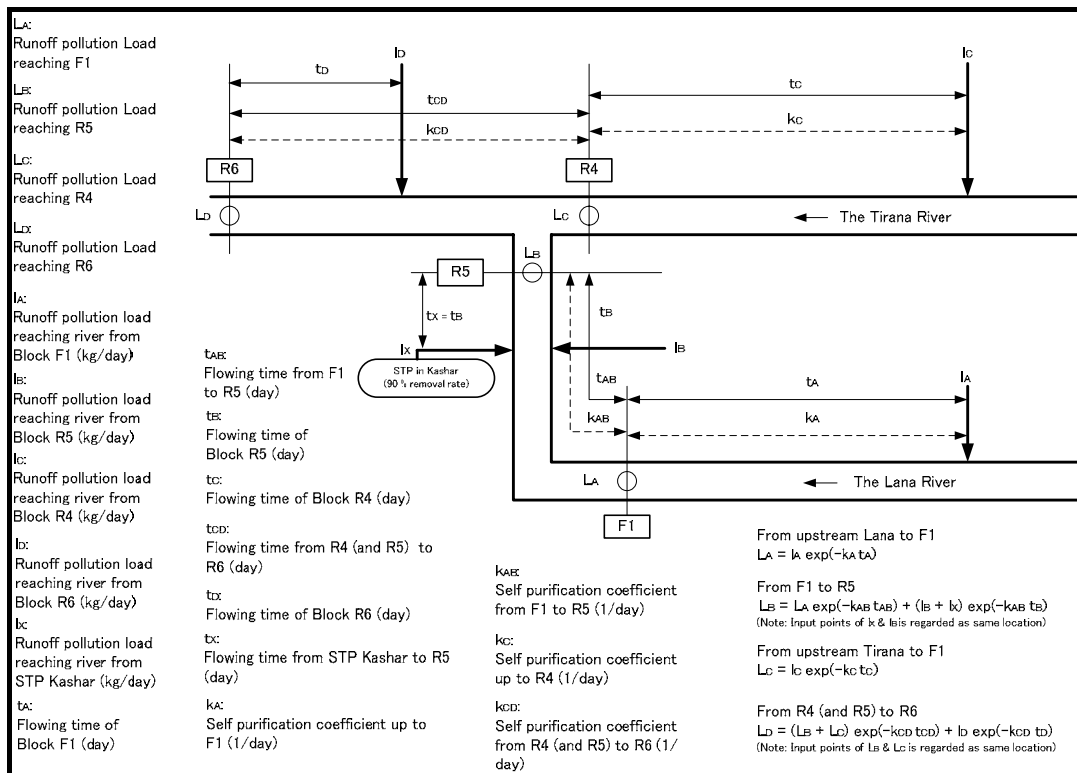 LA:
Runoff pollution Load
reaching F1
LB:
Runoff pollution Load
reaching R5
LC:
Runoff pollution Load
reaching R4
LD:
Runoff pollution Load
reaching R6
IA:
Runoff pollution load
reaching river from
Block F1 (kg/day)
IB:
Runoff pollution load
reaching river from
Block R5 (kg/day)
IC:
Runoff pollution load
reaching river from
Block R4 (kg/day)
ID:
Runoff pollution load
reaching river from
Block R6 (kg/day)
IX:
Runoff pollution load
reaching river from
STP Kashar (kg/day)
tA:
Flowing time of
Block F1 (day)
tAB:
Flowing time from F1
to R5 (day)
tB:
Flowing time of
Block R5 (day)
tC:
Flowing time of Block R4 (day)
tCD:
Flowing time from R4 (and R5) to
R6 (day)
tD:
Flowing time of Block R6 (day)
tX:
Flowing time from STP Kashar to R5
(day)
kA:
Self purification coefficient up to
F1 (1/day)
kAB:
Self purification coefficient
from F1 to R5 (1/day)
kC:
Self purification coefficient
up to R4 (1/day)
kCD:
Self purification coefficient
from R4 (and R5) to R6 (1/
day)
From upstream Lana to F1
LA = IA exp(-kA tA)
From F1 to R5
LB = LA exp(-kAB tAB) + (IB + IX) exp(-kAB tB)
(Note: Input points of IX & IB is regarded as same location)
From upstream Tirana to F1
LC = IC exp(-kC tC)
From R4 (and R5) to R6
LD = (LB + LC) exp(-kCD tCD) + ID exp(-kCD tD)
(Note: Input points of LB & LC is regarded as same location)
ID
IC
tD
tC
tCD
kCD
kC
R6
R4
LD
LC
The Tirana River
LB
R5
tX = tB
tB
IX
IB
STP in Kashar
(90 % removal rate)
tAB
kAB
tA
IA
kA
LA
The Lana River
F1